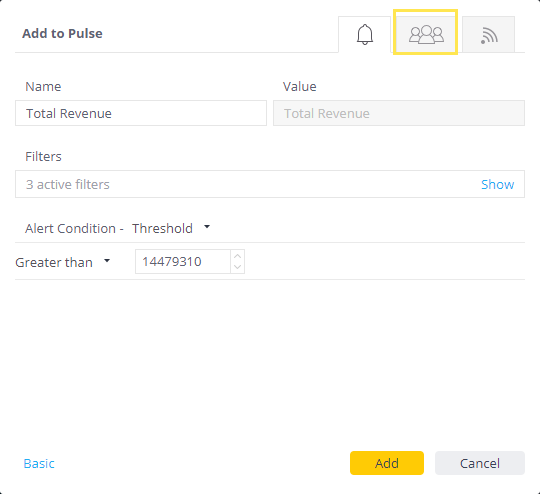 Add to Pulse
Name Value
Total Revenue Total Revenue
Filters
3 active filters Show
Alert Condition - Threshold
Greater than 14479310
Basic Add Cancel